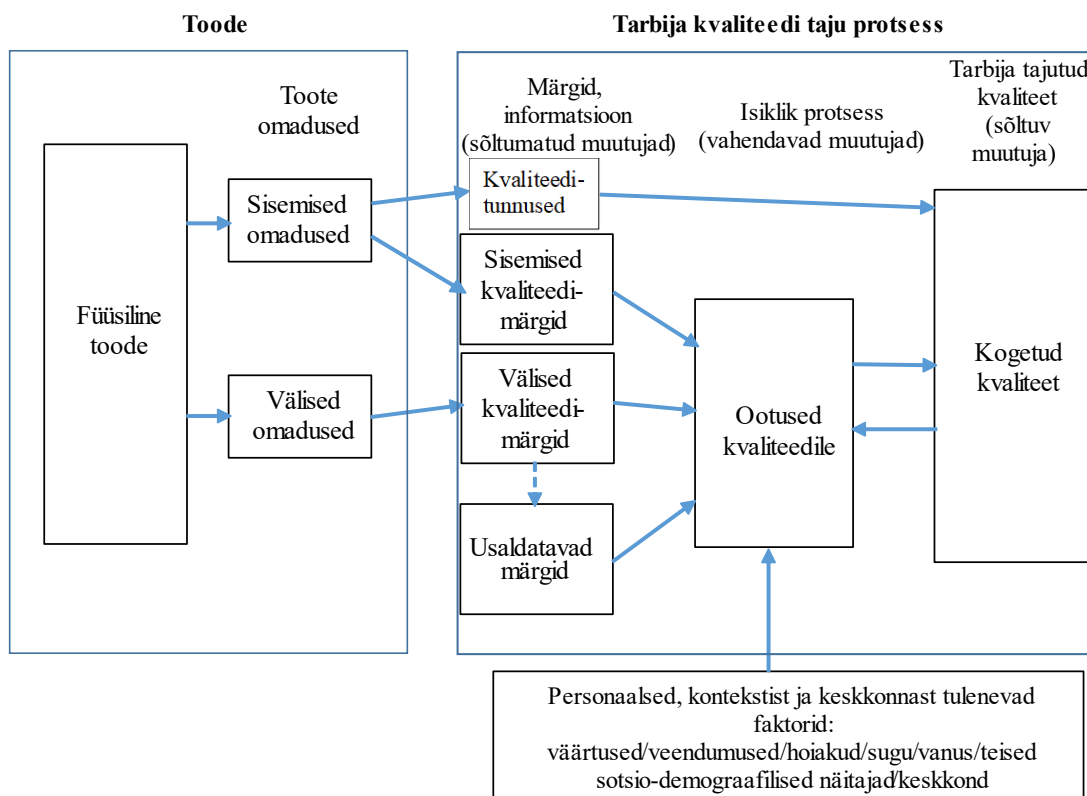 Toode
Tarbija kvaliteedi taju protsess
Toote
omadused
Märgid,
informatsioon
(sõltumatud muutujad)
Isiklik protsess
(vahendavad muutujad)
Tarbija tajutud
kvaliteet
(sõltuv
muutuja)
Füüsiline
toode
Sisemised
omadused
Välised
omadused
Kvaliteedi-
tunnused
Sisemised
kvaliteedi-
märgid
Välised
kvaliteedi-
märgid
Usaldatavad
märgid
Ootused
kvaliteedile
Kogetud
kvaliteet
Personaalsed, kontekstist ja keskkonnast tulenevad
faktorid:
väärtused/veendumused/hoiakud/sugu/vanus/teised
sotsio-demograafilised näitajad/keskkond